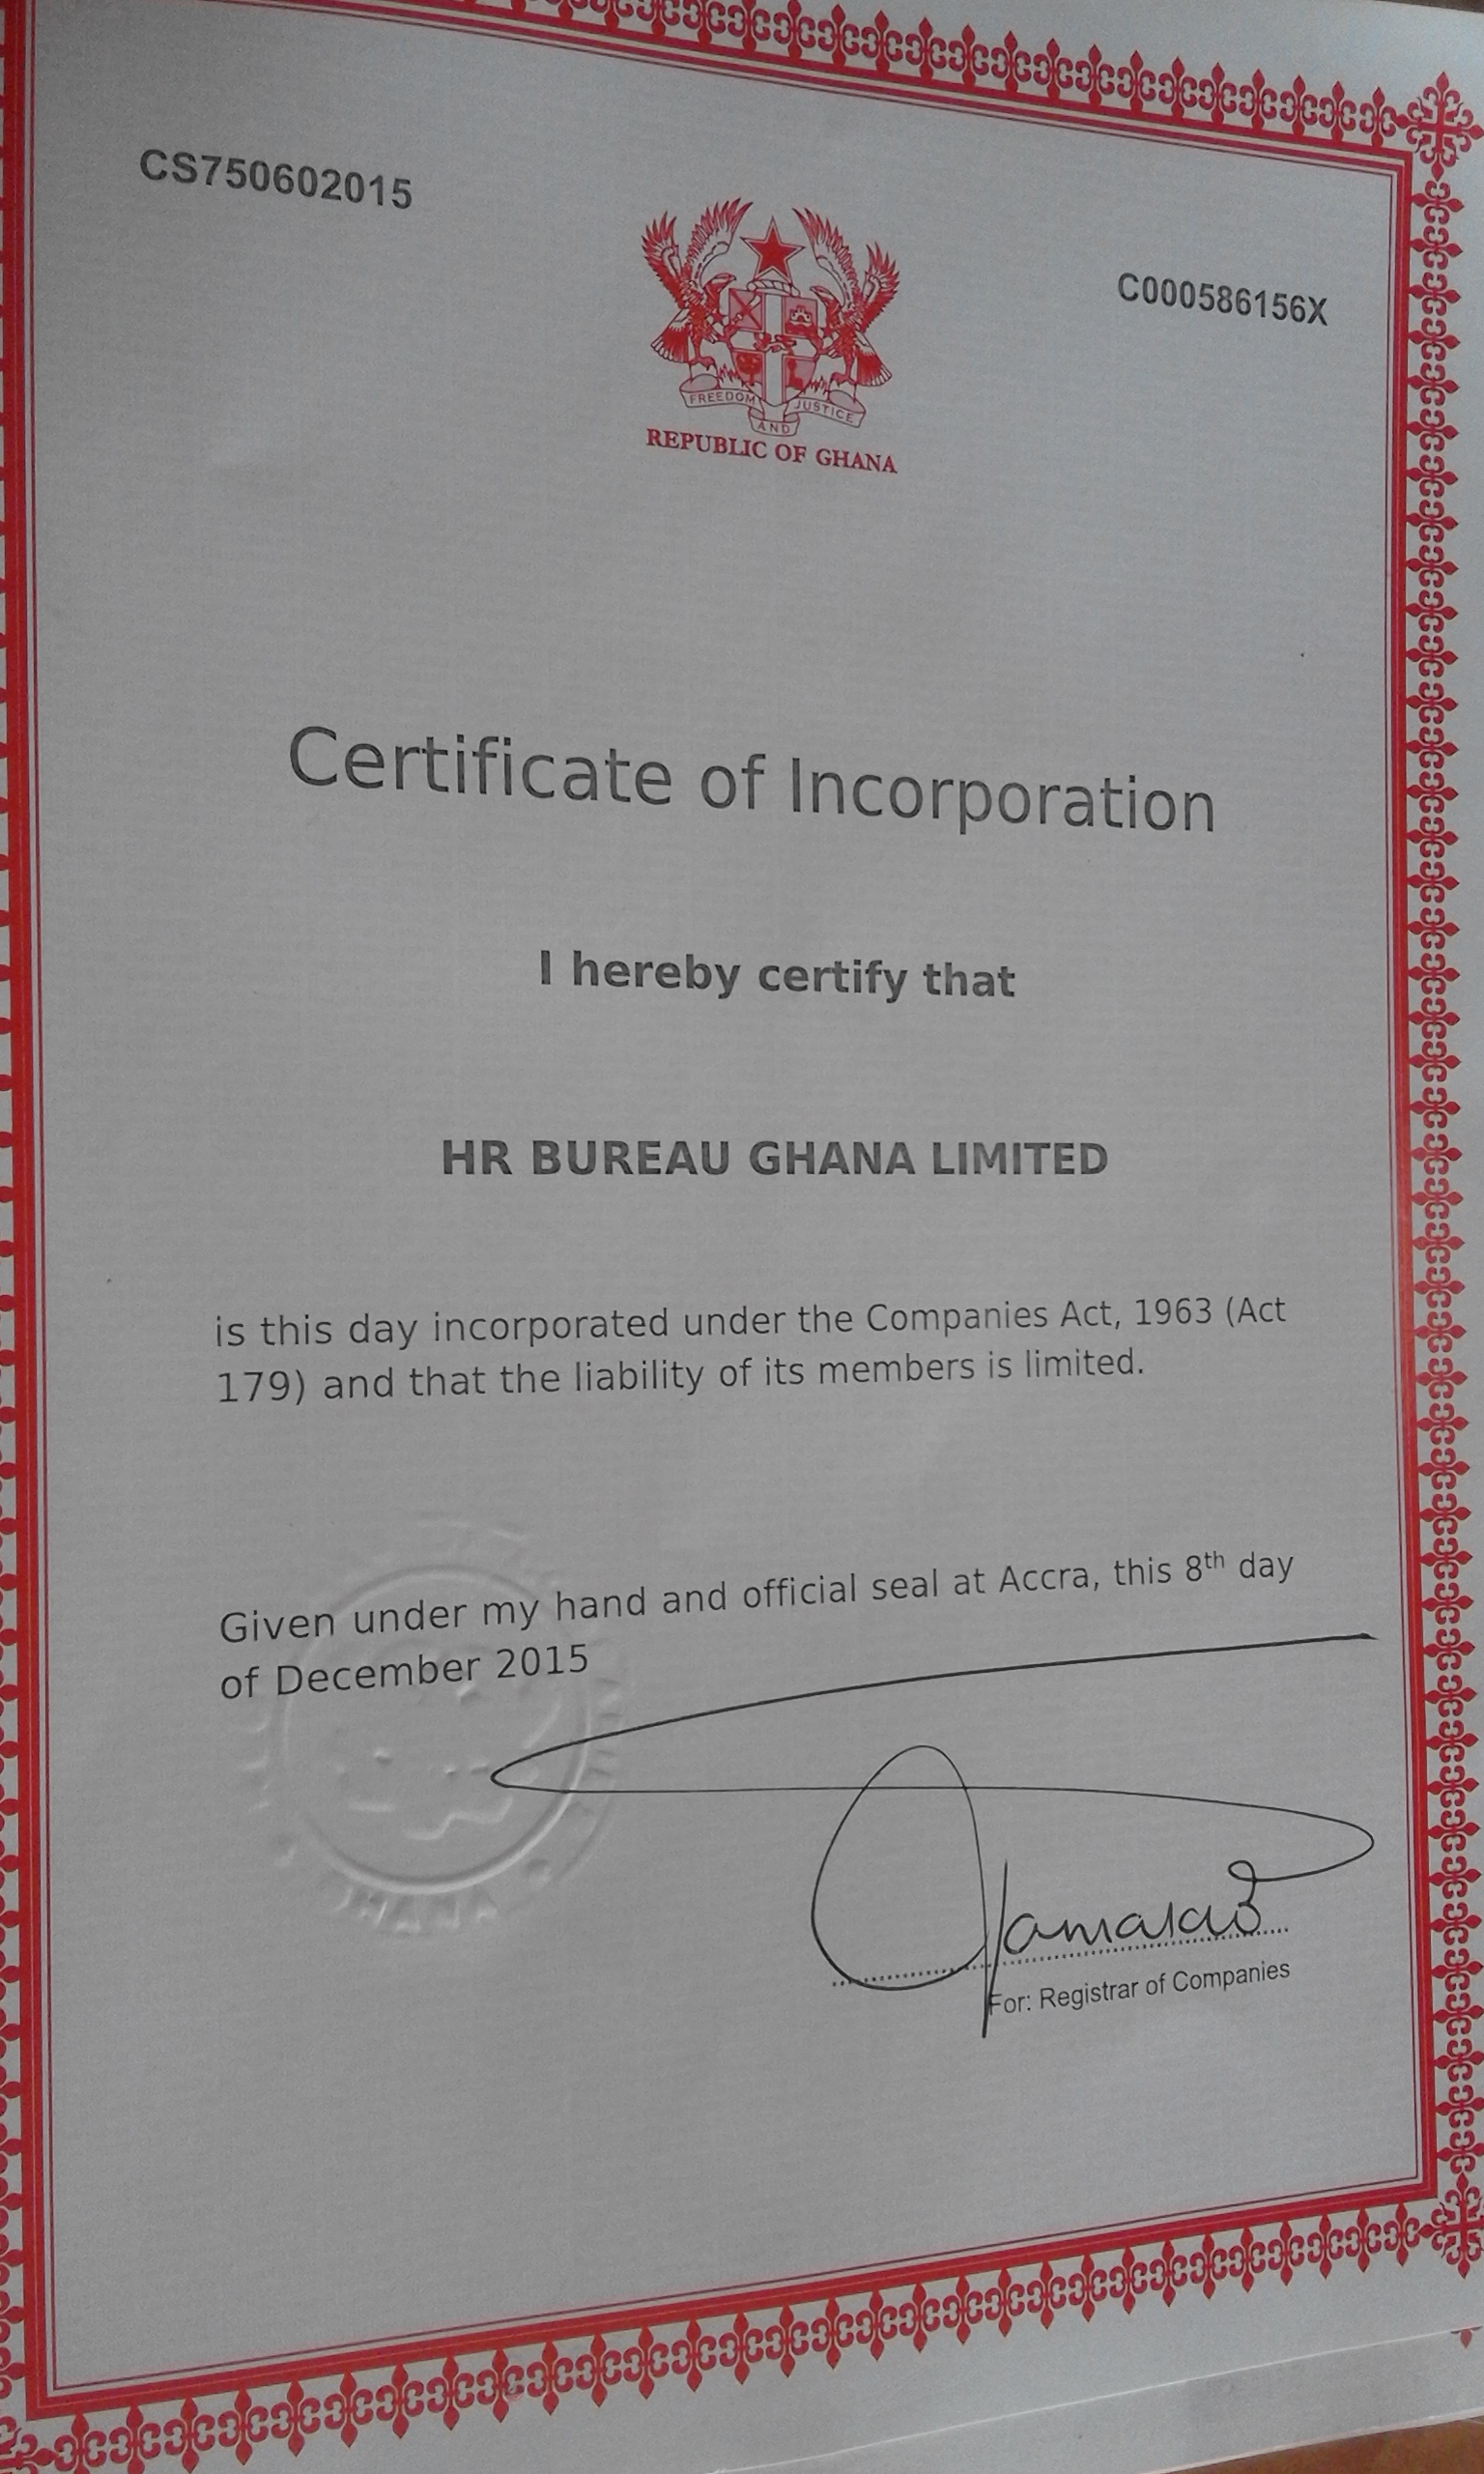 CS750602015
C000586156X
FREEDOM AND JUSTICE
REPUBLIC OF GHANA
Certificate of Incorporation
I hereby certify that
HR BUREAU GHANA LIMITED
is this day incorporated under the Companies Act, 1963 (Act
179) and that the liability of its members is limited.
Given under my hand and official seal at Accra, this 8th day
of December 2015
GHANA
For: Registrar of Companies